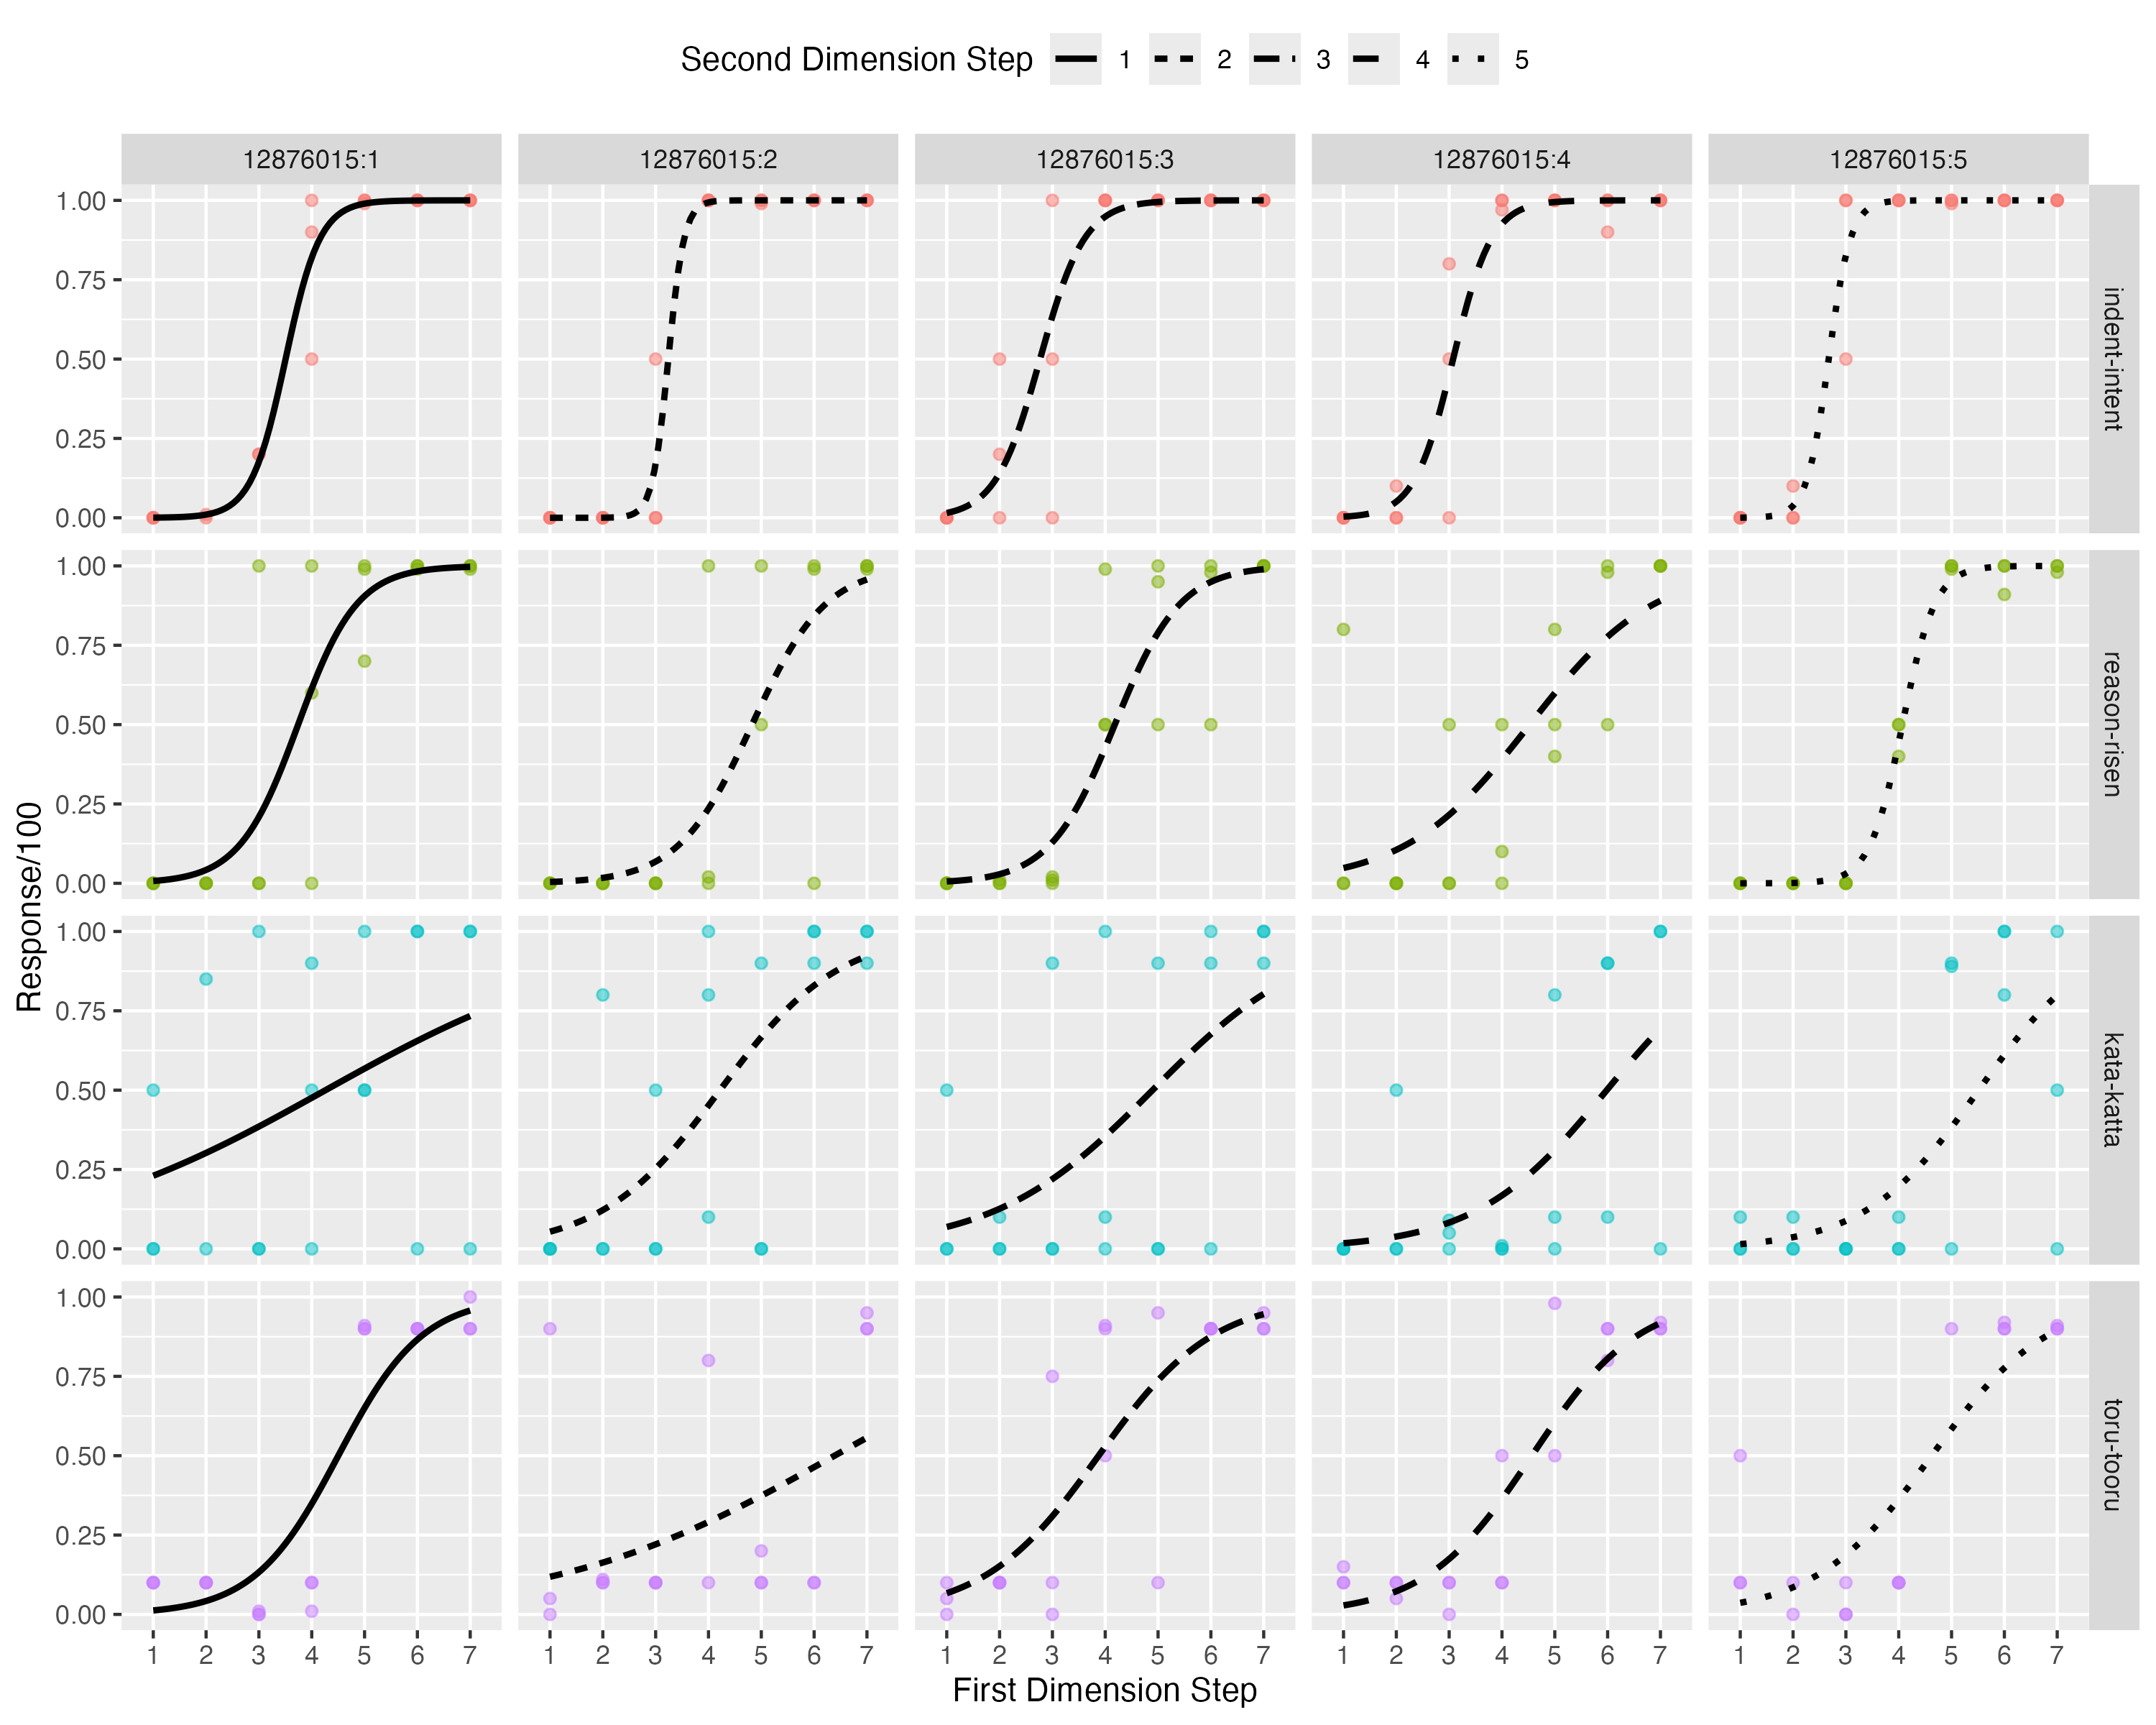 Second Dimension Step 1 2 3 4 5
12876015:1 12876015:2 12876015:3 12876015:4 12876015:5
1.00
0.75
0.50
0.25
0.00
indent-intent
1.00
0.75
0.50
0.25
0.00
reason-risen
1.00
0.75
0.50
0.25
0.00
kata-katta
1.00
0.75
0.50
0.25
0.00
toru-tooru
Response/100
1 2 3 4 5 6 7 1 2 3 4 5 6 7 1 2 3 4 5 6 7 1 2 3 4 5 6 7 1 2 3 4 5 6 7
First Dimension Step